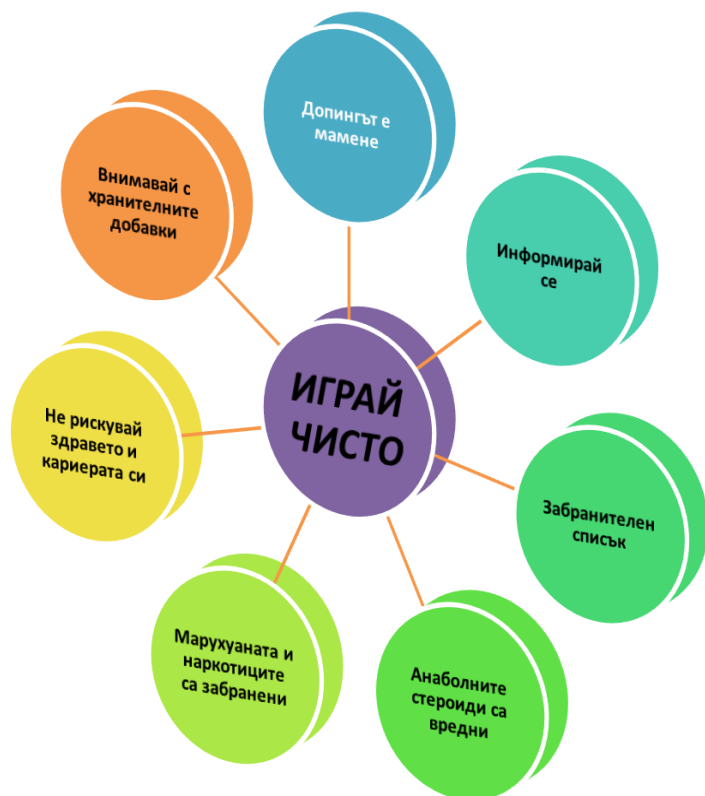 Допингът е
мамене
Информирай
се
Забранителен
списък
Анаболните
стероиди са
вредни
Марухуаната и
наркотиците
са забранени
Не рискувай
здравето и
кариерата си
Внимавай с
хранителните
добавки
ИГРАЙ
ЧИСТО